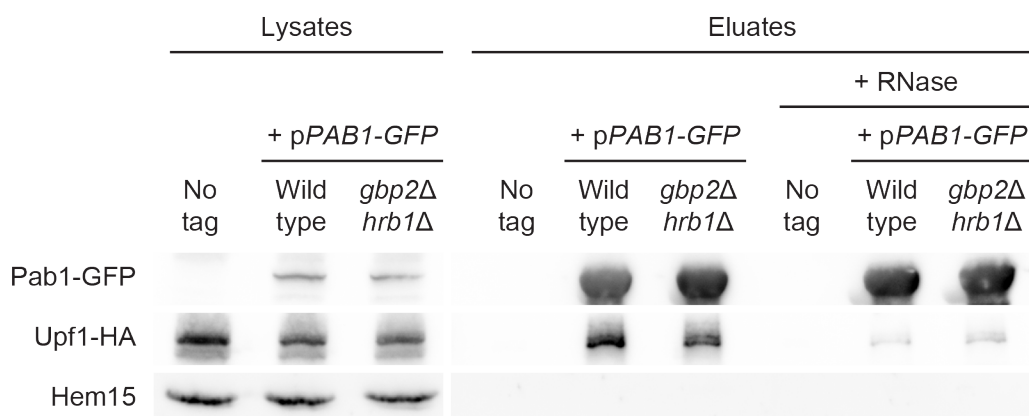 Lysates Eluates
+ RNase
+ pPAB1-GFP + pPAB1-GFP + pPAB1-GFP
No tag Wild type gbp2Δ hrb1Δ No tag Wild type gbp2Δ hrb1Δ No tag Wild type gbp2Δ hrb1Δ
Pab1-GFP
Upf1-HA
Hem15